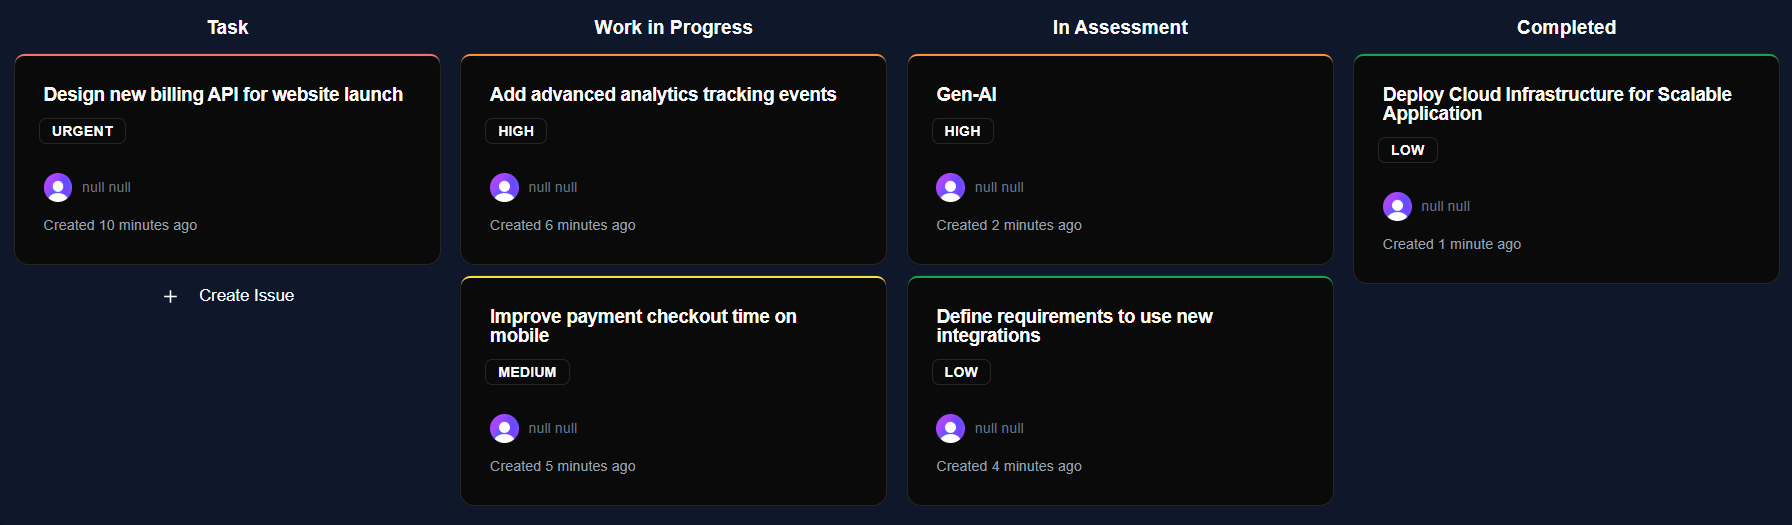 Task
Design new billing API for website launch
URGENT
null null
Created 10 minutes ago
+ Create Issue
Work in Progress
Add advanced analytics tracking events
HIGH
null null
Created 6 minutes ago
Improve payment checkout time on
mobile
MEDIUM
null null
Created 5 minutes ago
In Assessment
Gen-AI
HIGH
null null
Created 2 minutes ago
Define requirements to use new
integrations
LOW
null null
Created 4 minutes ago
Completed
Deploy Cloud Infrastructure for Scalable
Application
LOW
null null
Created 1 minute ago